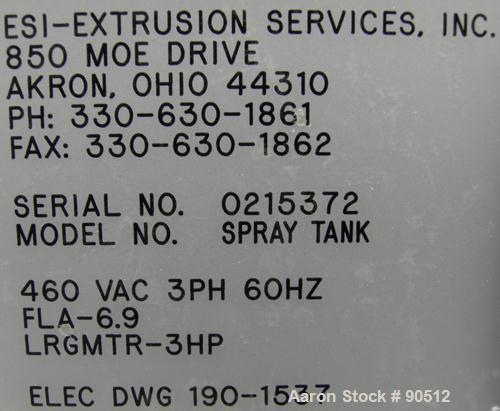 ESI-EXTRUSION SERVICES, INC.
850 MOE DRIVE
AKRON, OHIO 44310
PH: 330-630-1861
FAX: 330-630-1862
SERIAL NO. 0215372
MODEL NO. SPRAY TANK
460 VAC 3PH 60HZ
FLA-6.9
LRGMTR-3HP
ELEC DWG 190-1537
Aaron Stock # 90512